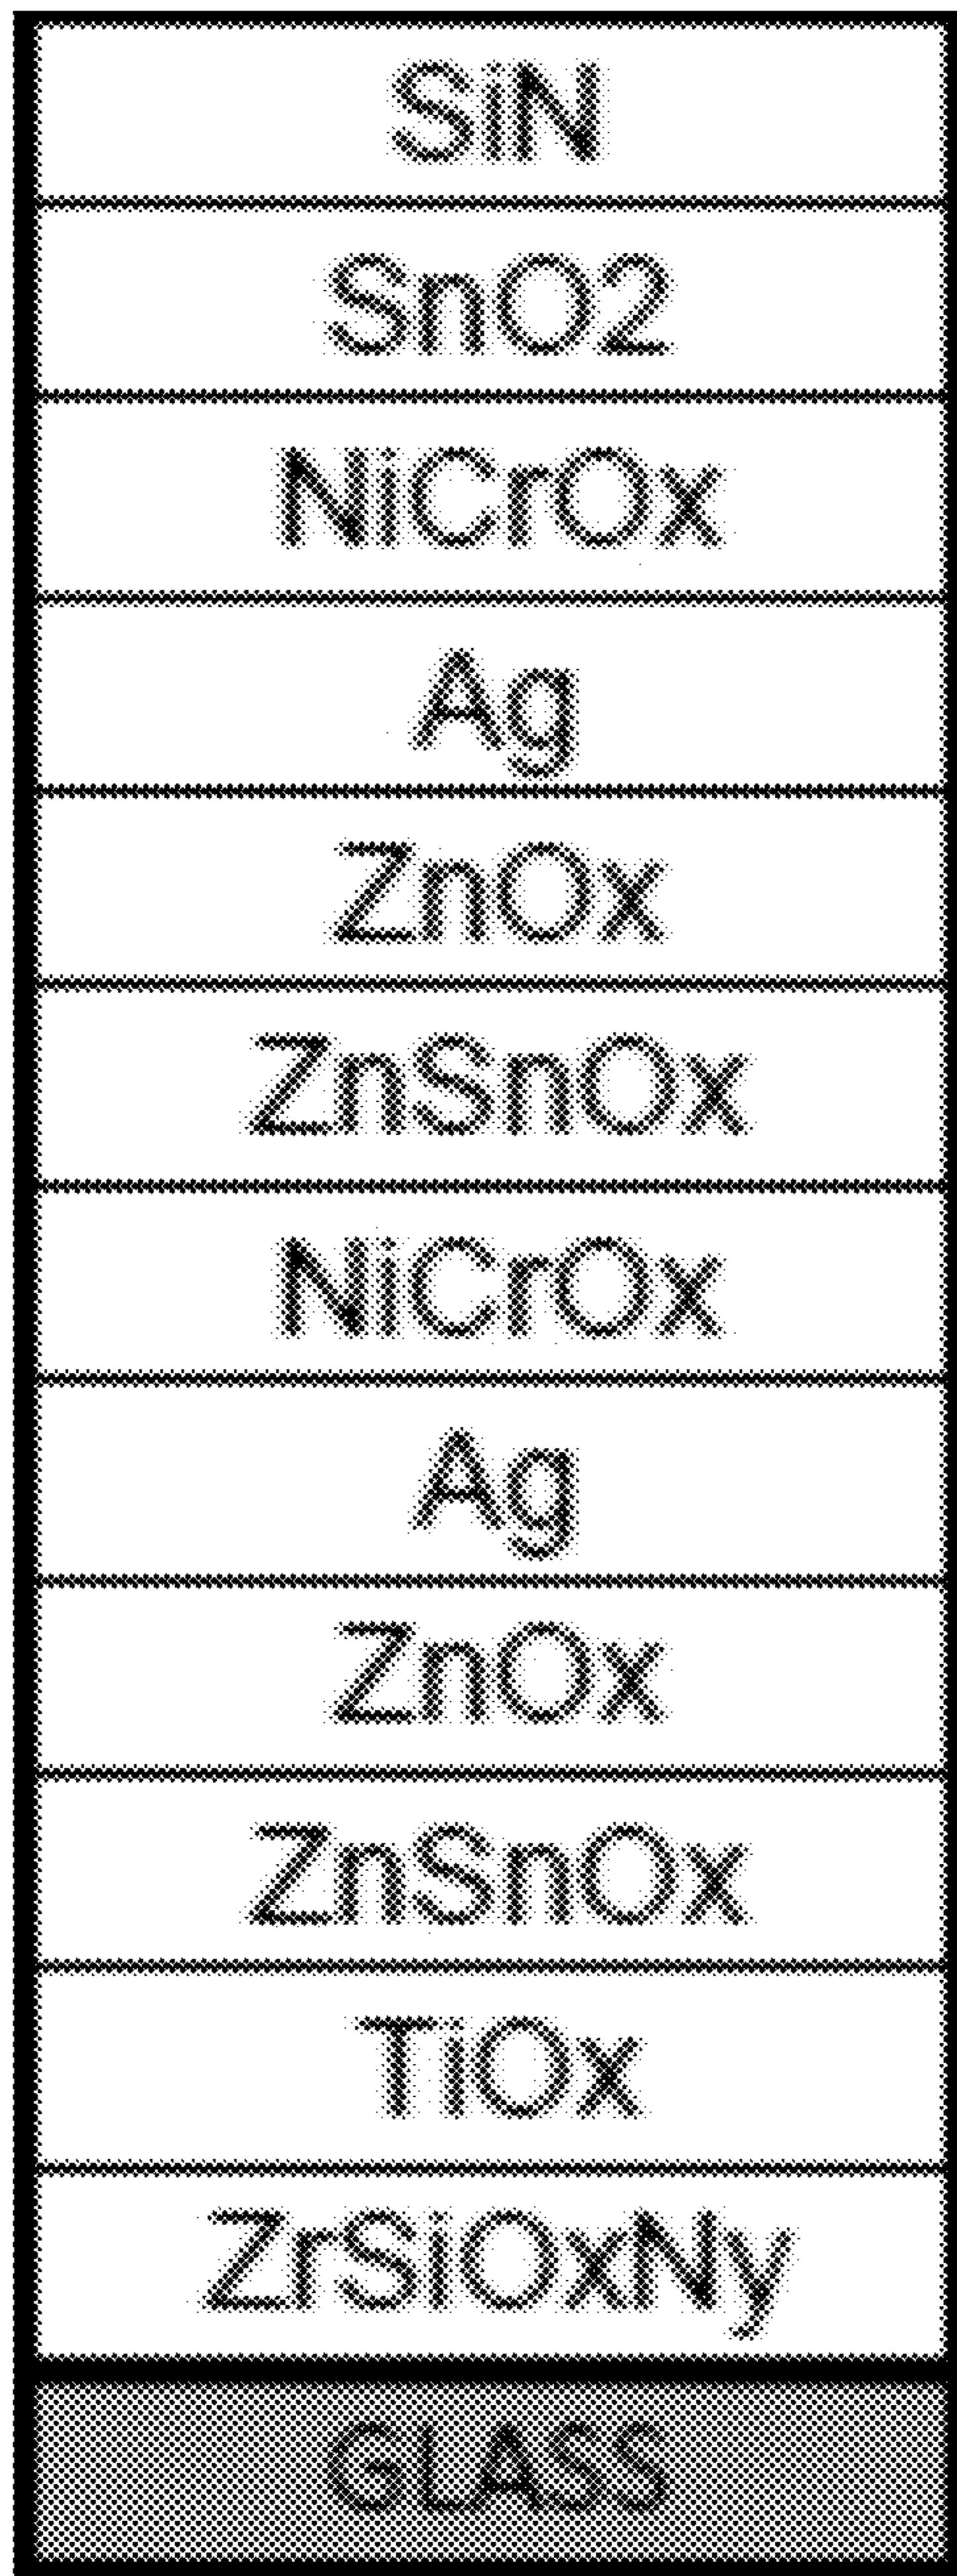 SiN
SnO2
NiCrOx
Ag
ZnOx
ZnSnOx
NiCrOx
Ag
ZnOx
ZnSnOx
TiOx
ZrSiOxNy
GLASS